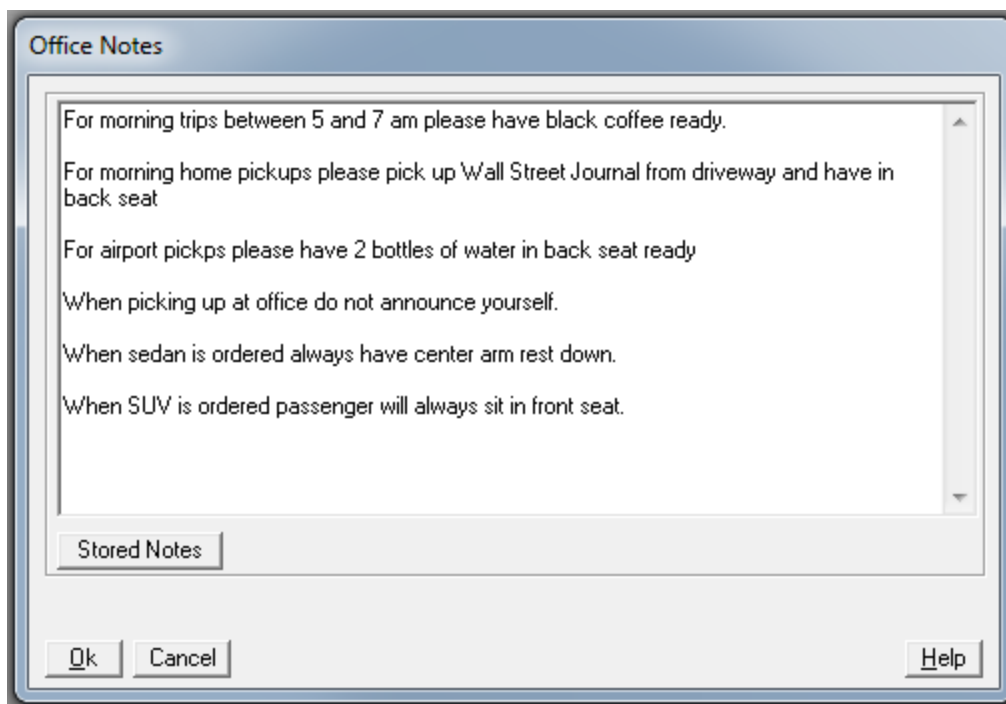 Office Notes
For morning trips between 5 and 7 am please have black coffee ready.
For morning home pickups please pick up Wall Street Journal from driveway and have in
back seat
For airport pickps please have 2 bottles of water in back seat ready
When picking up at office do not announce yourself.
When sedan is ordered always have center arm rest down.
When SUV is ordered passenger will always sit in front seat.
Stored Notes
Ok Cancel Help